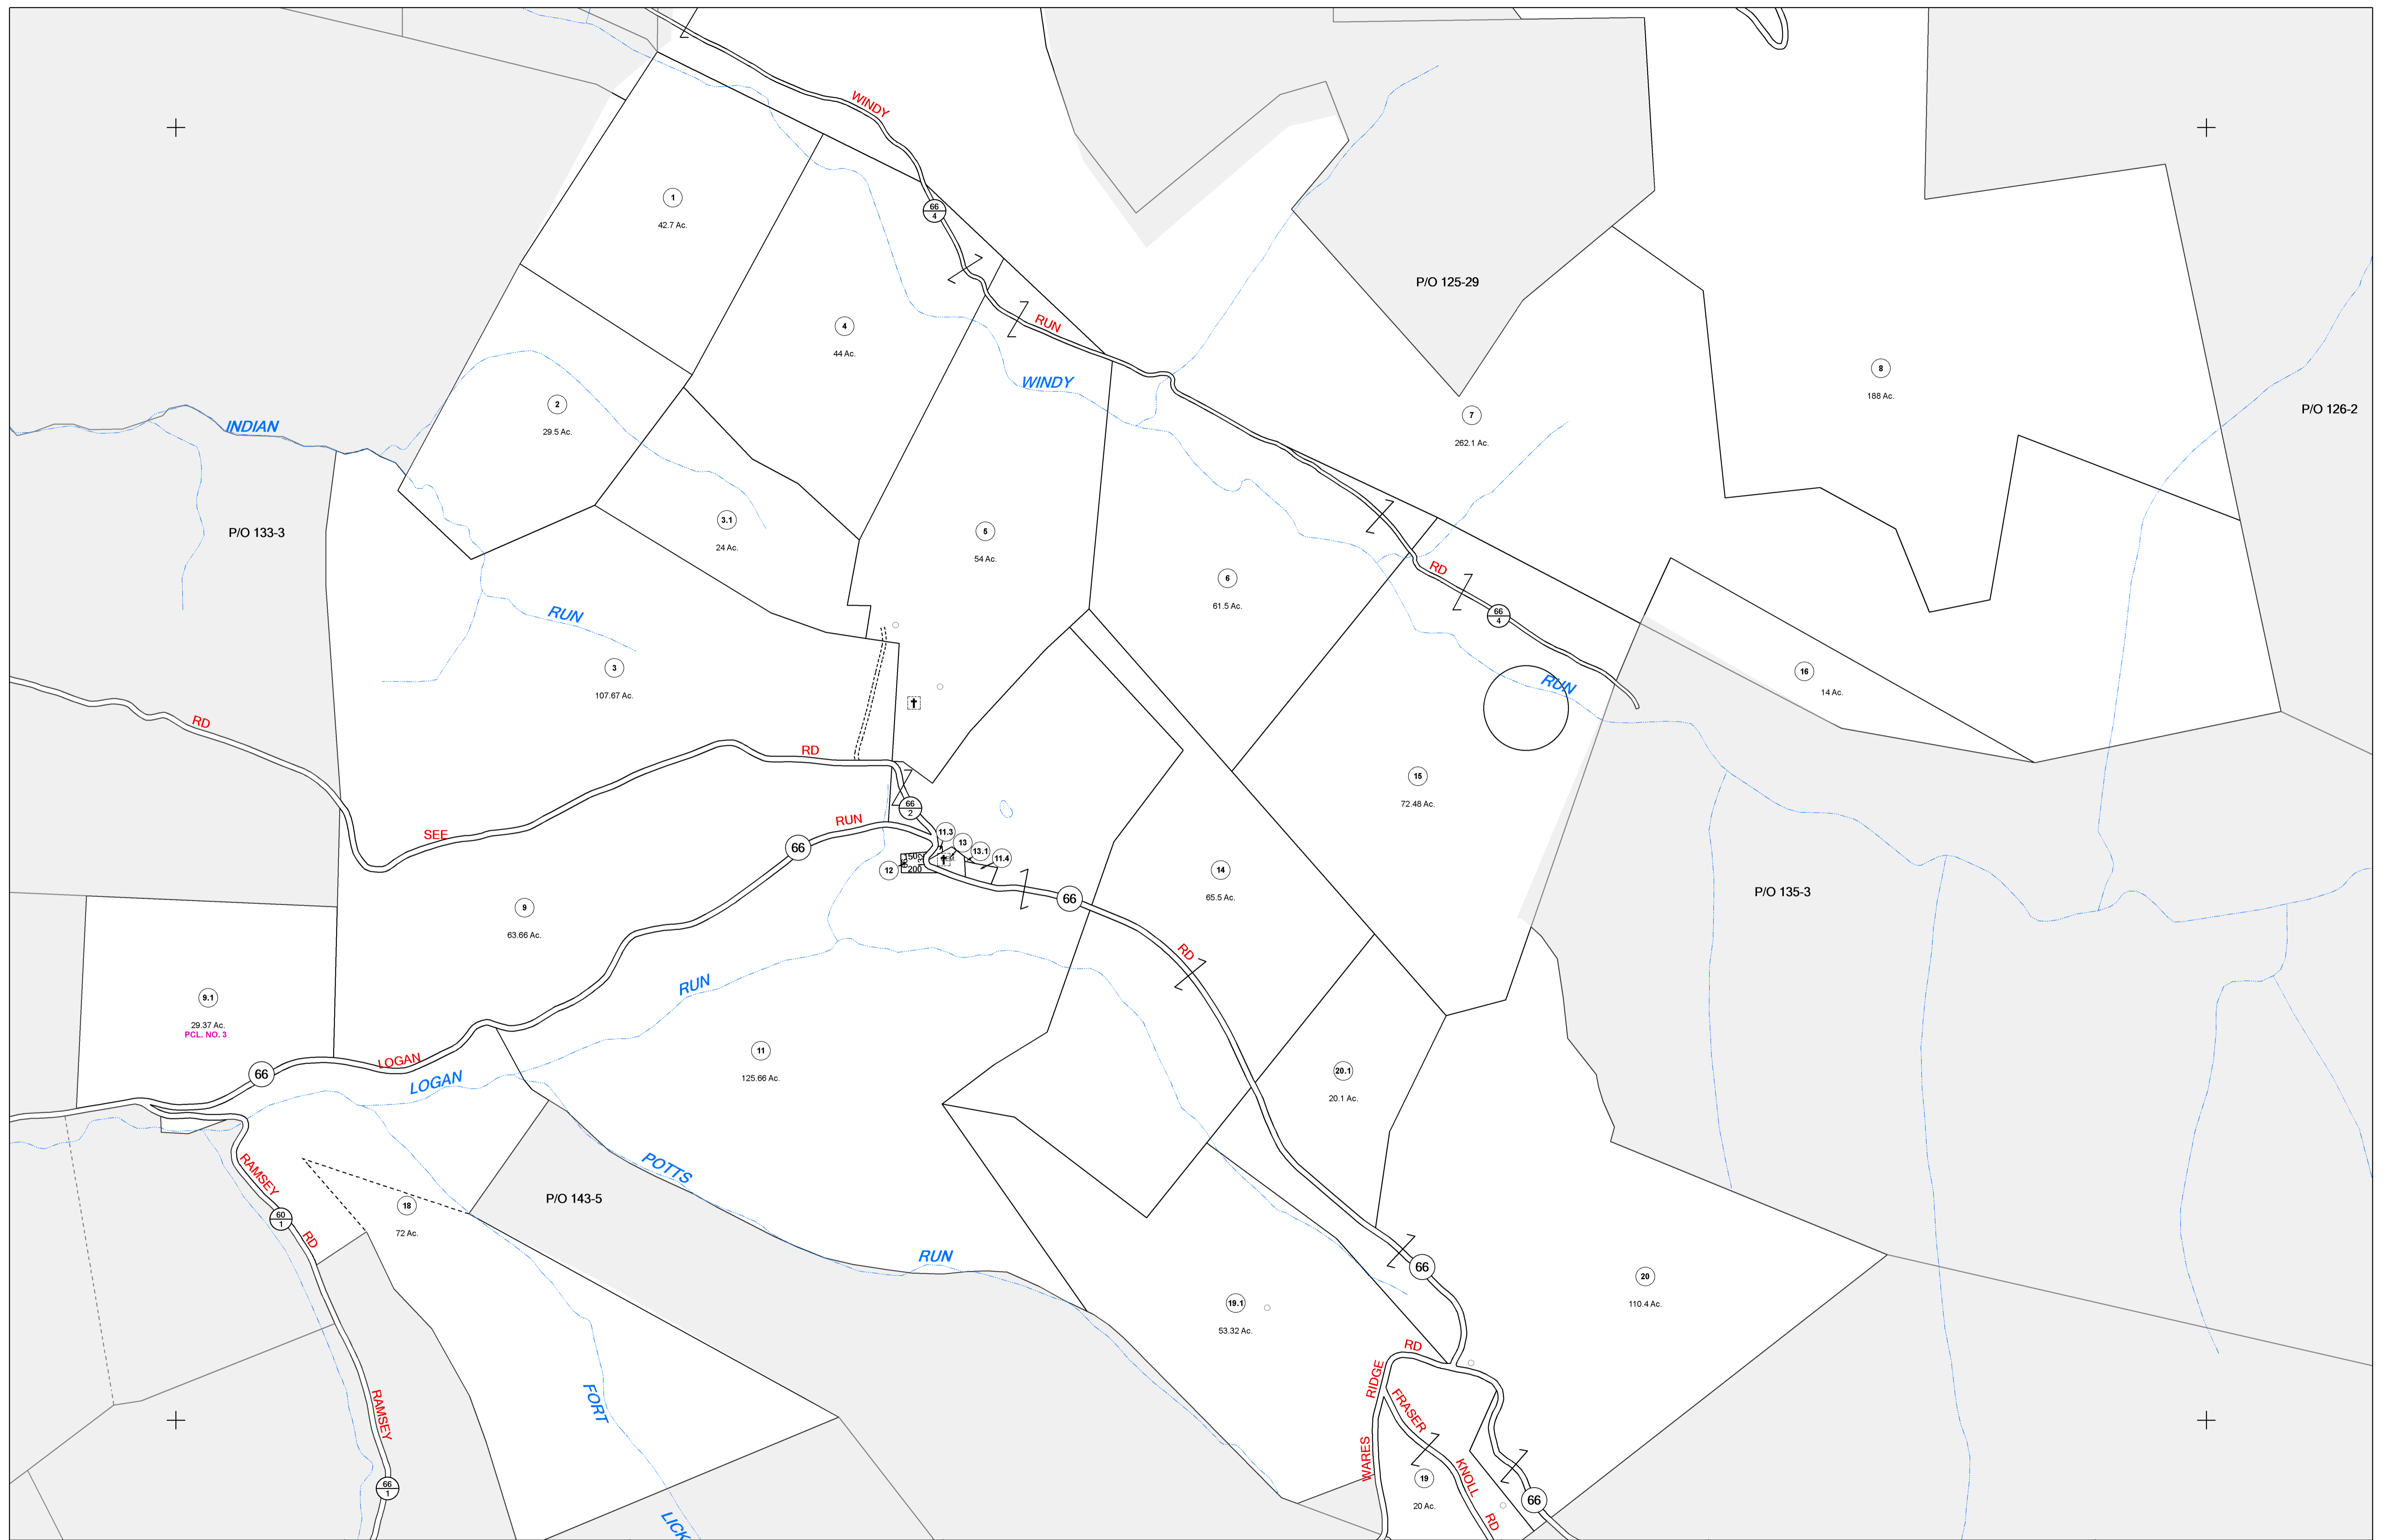 WINDY
1
42.7 Ac.
66
4
P/O 125-29
4
44 Ac.
RUN
8
188 Ac.
WINDY
2
29.5 Ac.
7
262.1 Ac.
P/O 126-2
INDIAN
3.1
24 Ac.
5
54 Ac.
P/O 133-3
RD
6
61.5 Ac.
RUN
66
4
3
107.67 Ac.
16
14 Ac.
RUN
RD
RD
15
72.48 Ac.
66
2
SEE
RUN
66
11.3
13
13.1
11.4
150
12
200
14
65.5 Ac.
66
P/O 135-3
9
63.66 Ac.
RD
RUN
9.1
29.37 Ac.
PCL. NO. 3
11
125.66 Ac.
LOGAN
66
LOGAN
20.1
20.1 Ac.
RAMSEY
POTTS
18
72 Ac.
P/O 143-5
60
1
RD
RUN
66
20
110.4 Ac.
19.1
53.32 Ac.
RD
RIDGE
FORT
RAMSEY
FRASER
WARES
KNOLL
19
20 Ac.
66
1
66
LICK
RD